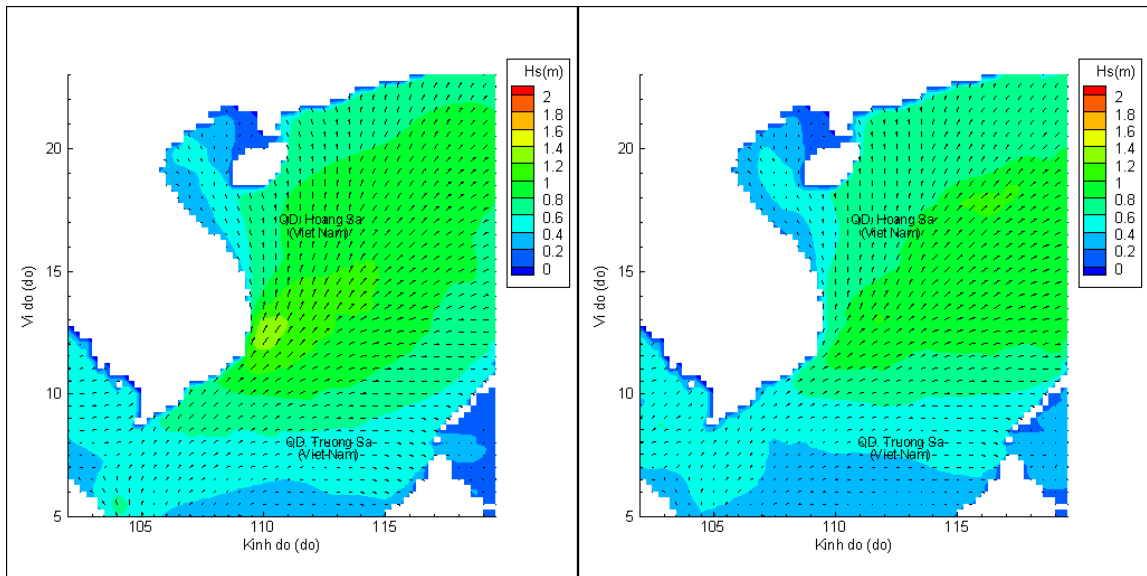 Hs(m)
2
1.8
1.6
1.4
1.2
1
0.8
0.6
0.4
0.2
0
20
15
10
5
Vi do (do)
QD. Hoang Sa
(Viet Nam)
QD. Truong Sa
(Viet Nam)
105
110
115
Kinh do (do)
Hs(m)
2
1.8
1.6
1.4
1.2
1
0.8
0.6
0.4
0.2
0
20
15
10
5
Vi do (do)
QD. Hoang Sa
(Viet Nam)
QD. Truong Sa
(Viet Nam)
105
110
115
Kinh do (do)